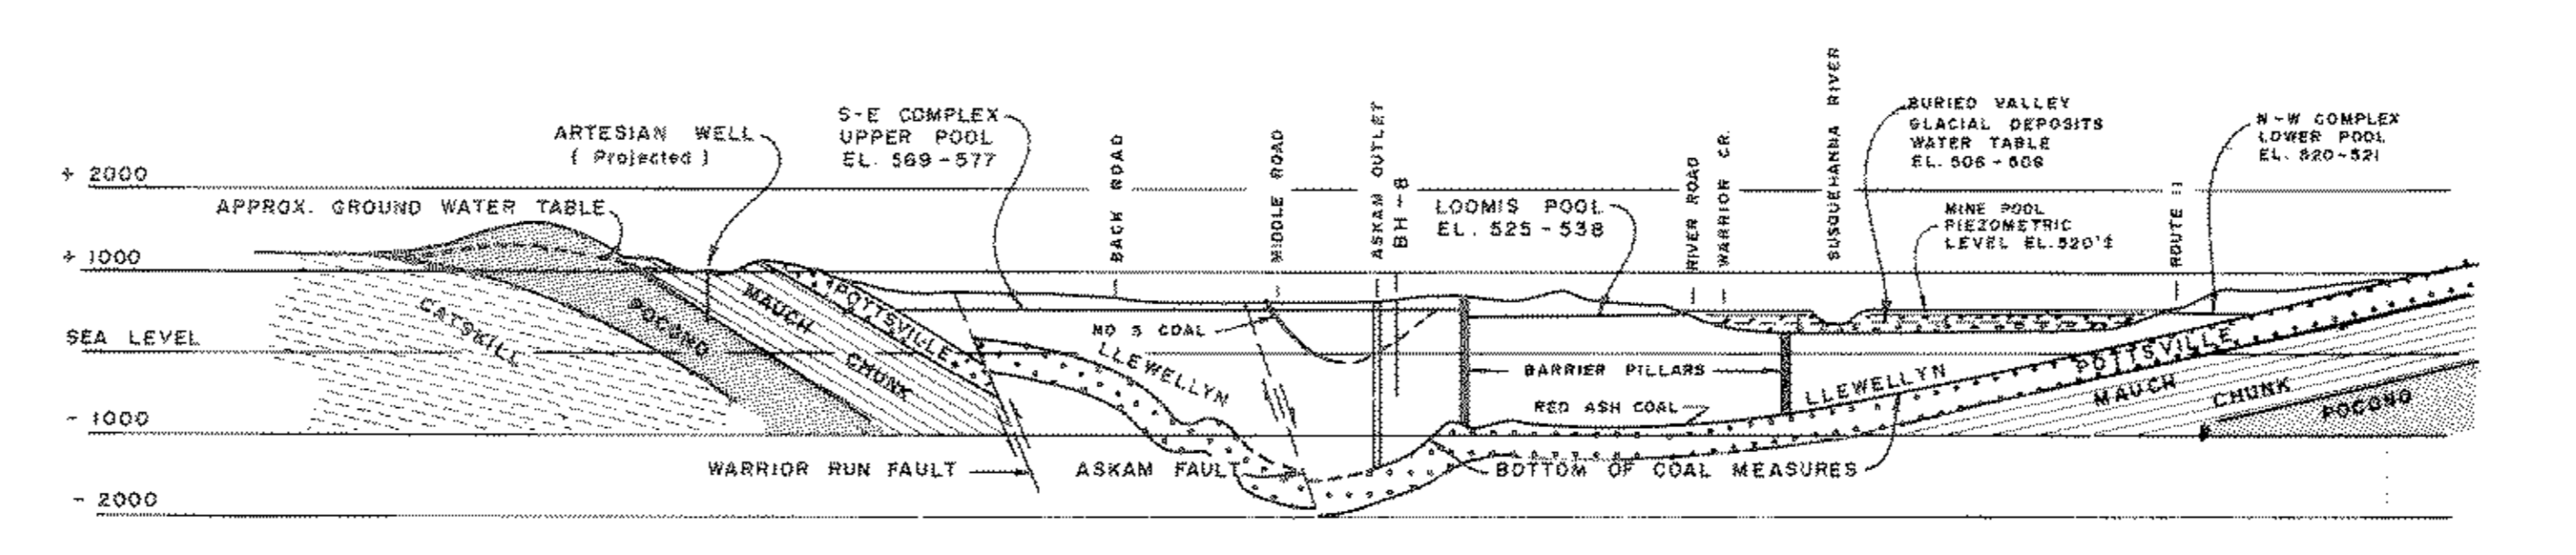 ARTESIAN WELL
( Projected )
S-E COMPLEX
UPPER POOL
EL. 569-577
BACK ROAD
MIDDLE ROAD
ASKAM OUTLET
BH-8
LOOMIS POOL
EL. 525-538
RIVER ROAD
WARRIOR CR.
SUSQUEHANNA RIVER
BURIED VALLEY
GLACIAL DEPOSITS
WATER TABLE
EL. 506-508
MINE POOL
PIEZOMETRIC
LEVEL EL. 520'±
ROUTE 11
N-W COMPLEX
LOWER POOL
EL. 520-521
+ 2000
APPROX. GROUND WATER TABLE
+ 1000
SEA LEVEL
- 1000
- 2000
CATSKILL
POCONO
MAUCH CHUNK
POTTSVILLE
NO 5 COAL
LLEWELLYN
BARRIER PILLARS
RED ASH COAL
LLEWELLYN
POTTSVILLE
MAUCH CHUNK
POCONO
WARRIOR RUN FAULT
ASKAM FAULT
BOTTOM OF COAL MEASURES